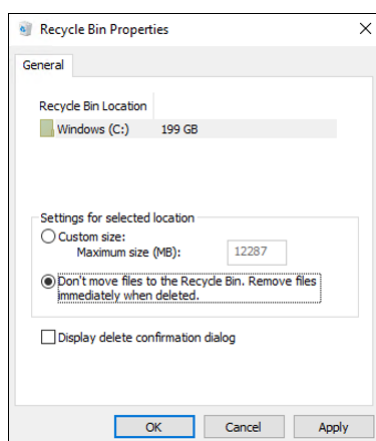 Recycle Bin Properties
General
Recycle Bin Location
Windows (C:) 199 GB
Settings for selected location
Custom size:
Maximum size (MB): 12287
Don't move files to the Recycle Bin. Remove files
immediately when deleted.
Display delete confirmation dialog
OK Cancel Apply